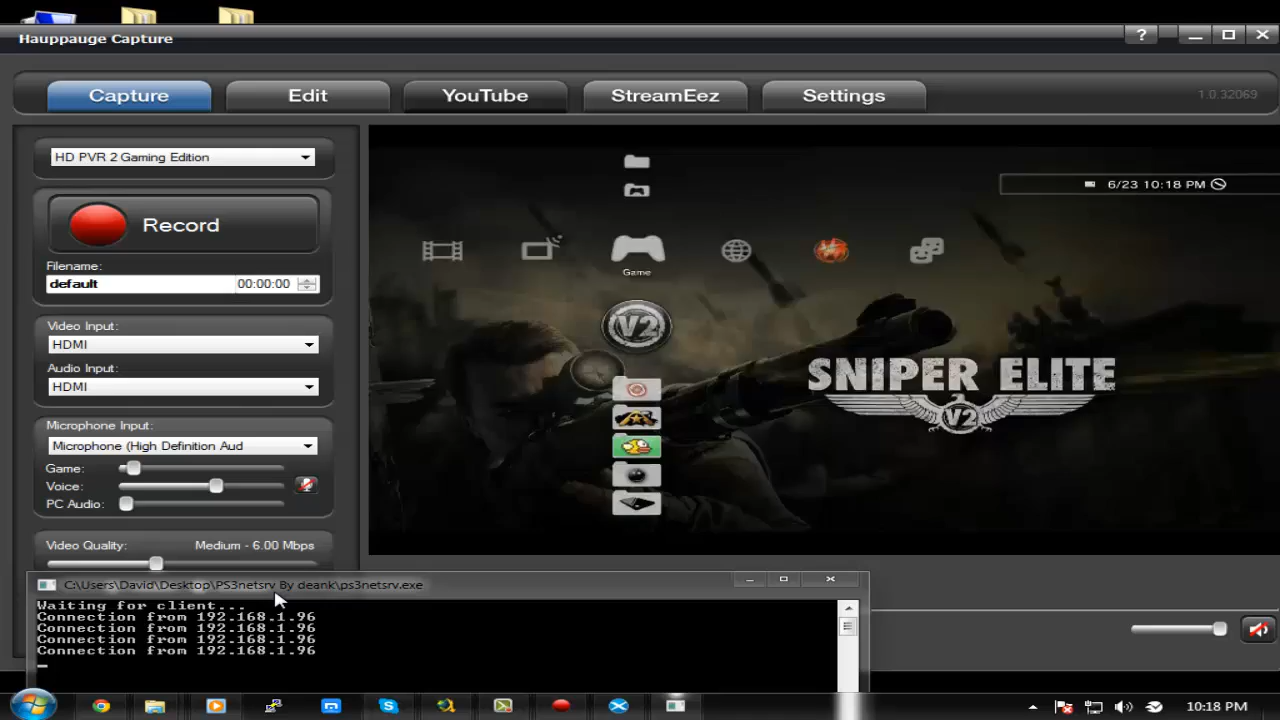 Hauppauge Capture
?
Capture
Edit
YouTube
StreamEez
Settings
1.0.32069
HD PVR 2 Gaming Edition
Record
Filename:
default
00:00:00
Video Input:
HDMI
Audio Input:
HDMI
Microphone Input:
Microphone (High Definition Aud
Game:
Voice:
PC Audio:
Video Quality:
Medium - 6.00 Mbps
6/23 10:18 PM
Game
V2
SNIPER ELITE
V2
C:\Users\David\Desktop\PS3netsrv By deank\ps3netsrv.exe
Waiting for client...
Connection from 192.168.1.96
Connection from 192.168.1.96
Connection from 192.168.1.96
Connection from 192.168.1.96
10:18 PM